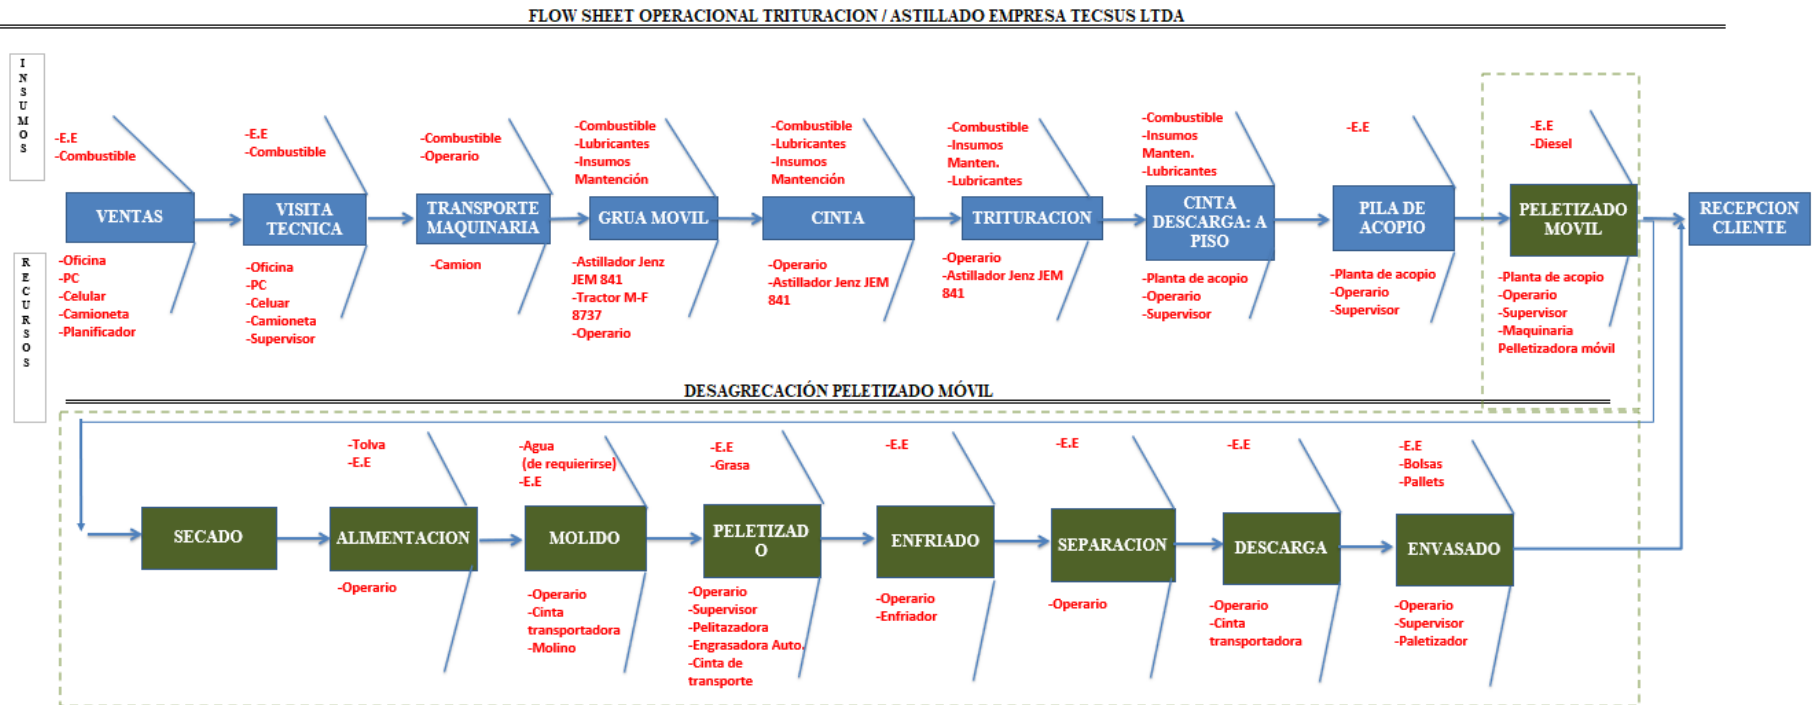 FLOW SHEET OPERACIONAL TRITURACION / ASTILLADO EMPRESA TECSUS LTDA
I
N
S
U
M
O
S
-E.E
-Combustible
-E.E
-Combustible
-Combustible
-Operario
-Combustible
-Lubricantes
-Insumos
Mantención
-Combustible
-Lubricantes
-Insumos
Mantención
-Combustible
-Insumos
Manten.
-Lubricantes
-Combustible
-Insumos
Manten.
-Lubricantes
-E.E
-E.E
-Diesel
VENTAS
VISITA
TECNICA
TRANSPORTE
MAQUINARIA
GRUA MOVIL
CINTA
TRITURACION
CINTA
DESCARGA: A
PISO
PILA DE
ACOPIO
PELETIZADO
MOVIL
RECEPCION
CLIENTE
R
E
C
U
R
S
O
S
-Oficina
-PC
-Celular
-Camioneta
-Planificador
-Oficina
-PC
-Celuar
-Camioneta
-Supervisor
-Camion
-Astillador Jenz
JEM 841
-Tractor M-F
8737
-Operario
-Operario
-Astillador Jenz JEM
841
-Operario
-Astillador Jenz JEM
841
-Planta de acopio
-Operario
-Supervisor
-Planta de acopio
-Operario
-Supervisor
-Planta de acopio
-Operario
-Supervisor
-Maquinaria
Pelletizadora móvil
DESAGRECACIÓN PELETIZADO MÓVIL
-Tolva
-E.E
-Agua
(de requierirse)
-E.E
-E.E
-Grasa
-E.E
-E.E
-E.E
-E.E
-Bolsas
-Pallets
SECADO
ALIMENTACION
MOLIDO
PELETIZAD
O
ENFRIADO
SEPARACION
DESCARGA
ENVASADO
-Operario
-Operario
-Cinta
transportadora
-Molino
-Operario
-Supervisor
-Pelitazadora
-Engrasadora Auto.
-Cinta de
transporte
-Operario
-Enfriador
-Operario
-Operario
-Cinta
transportadora
-Operario
-Supervisor
-Paletizador